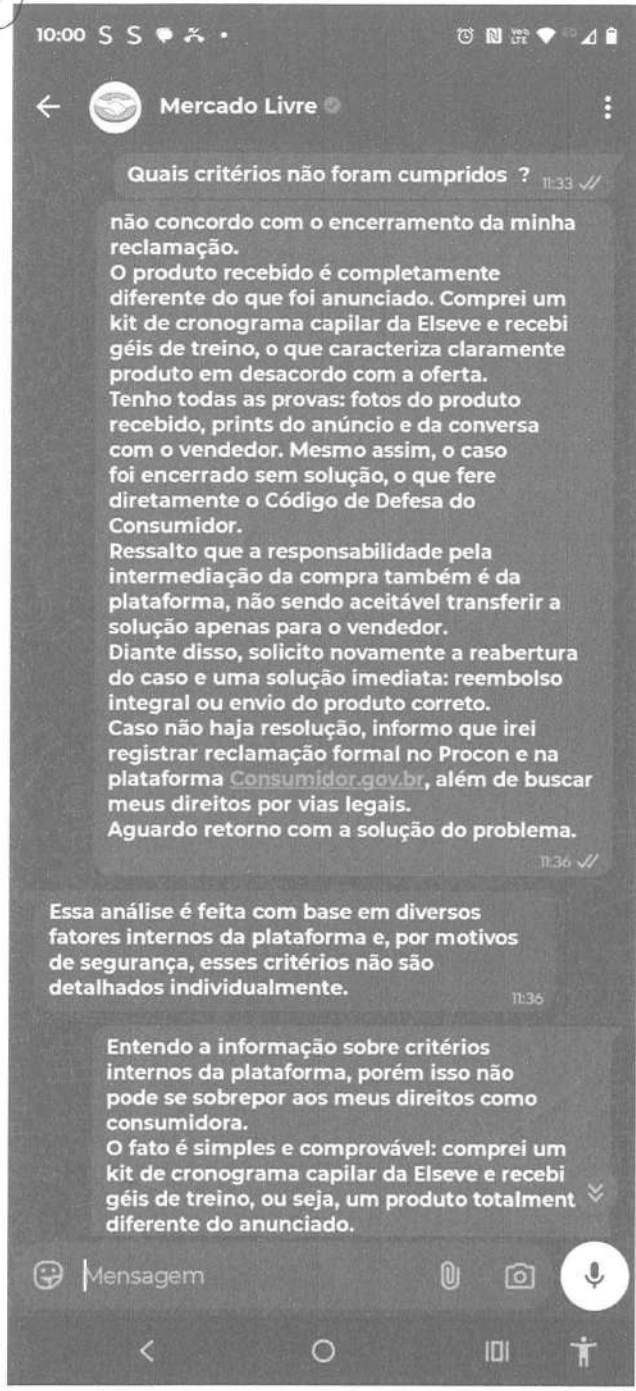 10:00 S S
Mercado Livre
Quais critérios não foram cumpridos ? 11:33
não concordo com o encerramento da minha
reclamação.
O produto recebido é completamente
diferente do que foi anunciado. Comprei um
kit de cronograma capilar da Elseve e recebi
géis de treino, o que caracteriza claramente
produto em desacordo com a oferta.
Tenho todas as provas: fotos do produto
recebido, prints do anúncio e da conversa
com o vendedor. Mesmo assim, o caso
foi encerrado sem solução, o que fere
diretamente o Código de Defesa do
Consumidor.
Ressalto que a responsabilidade pela
intermediação da compra também é da
plataforma, não sendo aceitável transferir a
solução apenas para o vendedor.
Diante disso, solicito novamente a reabertura
do caso e uma solução imediata: reembolso
integral ou envio do produto correto.
Caso não haja resolução, informo que irei
registrar reclamação formal no Procon e na
plataforma Consumidor.gov.br, além de buscar
meus direitos por vias legais.
Aguardo retorno com a solução do problema.
11:36
Essa análise é feita com base em diversos
fatores internos da plataforma e, por motivos
de segurança, esses critérios não são
detalhados individualmente.
11:36
Entendo a informação sobre critérios
internos da plataforma, porém isso não
pode se sobrepor aos meus direitos como
consumidora.
O fato é simples e comprovável: comprei um
kit de cronograma capilar da Elseve e recebi
géis de treino, ou seja, um produto totalment
diferente do anunciado.
Mensagem